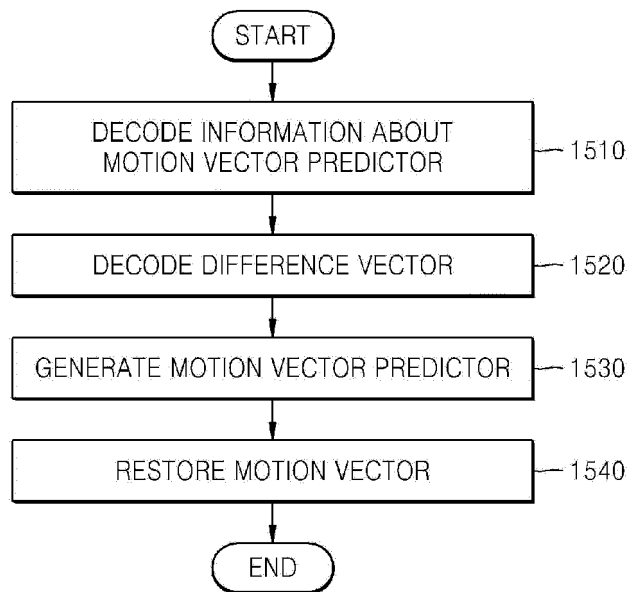 START
DECODE INFORMATION ABOUT
MOTION VECTOR PREDICTOR
1510
DECODE DIFFERENCE VECTOR
1520
GENERATE MOTION VECTOR PREDICTOR
1530
RESTORE MOTION VECTOR
1540
END